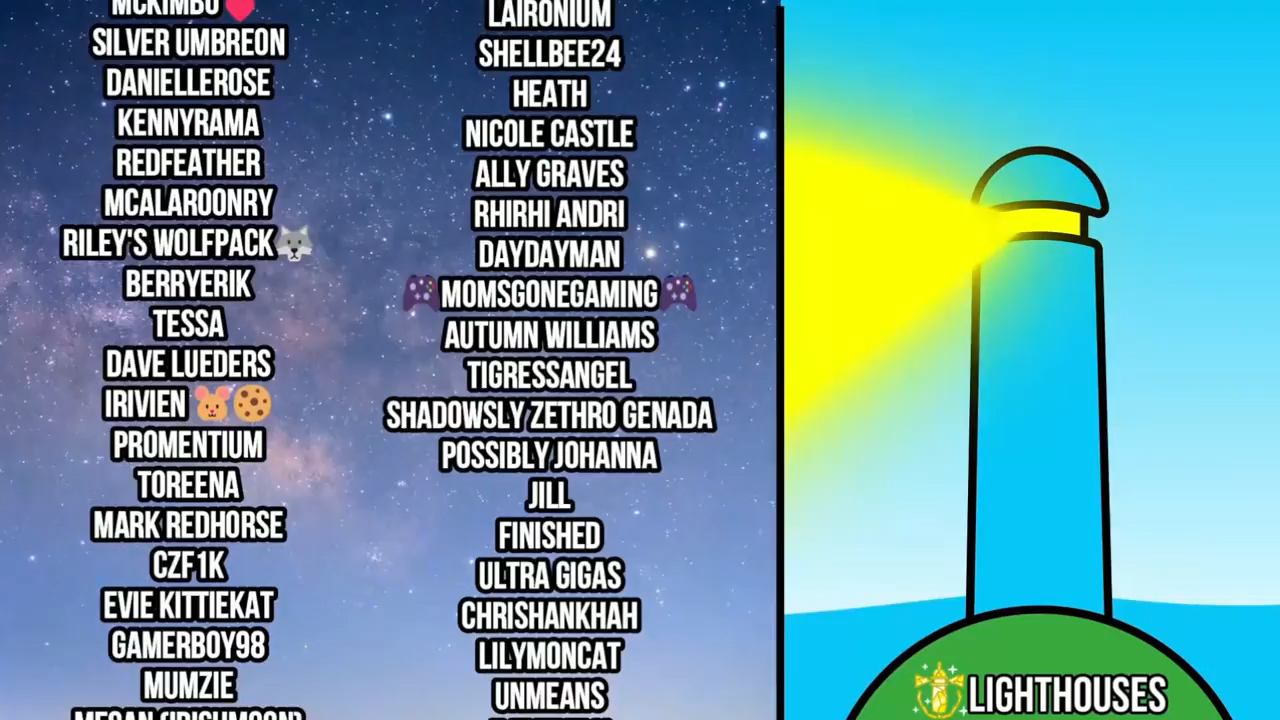 MCKIMBO
SILVER UMBREON
DANIELLEROSE
KENNYRAMA
REDFEATHER
MCALAROONRY
RILEY'S WOLFPACK
BERRYERIK
TESSA
DAVE LUEDERS
IRIVIEN
PROMENTIUM
TOREENA
MARK REDHORSE
CZF1K
EVIE KITTIEKAT
GAMERBOY98
MUMZIE
MEGAN (IRISHMOON)
LAIRONIUM
SHELLBEE24
HEATH
NICOLE CASTLE
ALLY GRAVES
RHIRHI ANDRI
DAYDAYMAN
MOMSGONEGAMING
AUTUMN WILLIAMS
TIGRESSANGEL
SHADOWSLY ZETHRO GENADA
POSSIBLY JOHANNA
JILL
FINISHED
ULTRA GIGAS
CHRISHANKHAH
LILYMONCAT
UNMEANS
LIGHTHOUSES